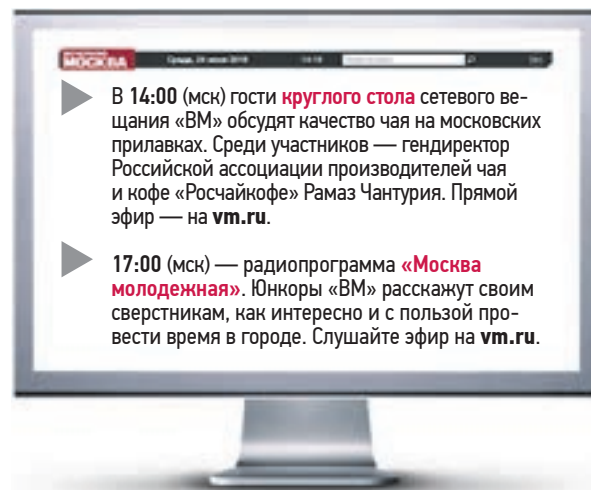 МОСКВА
В 14:00 (мск) гости круглого стола сетевого ве-
щания «ВМ» обсудят качество чая на московских
прилавках. Среди участников — гендиректор
Российской ассоциации производителей чая
и кофе «Росчайкофе» Рамаз Чантурия. Прямой
эфир — на vm.ru.
17:00 (мск) — радиопрограмма «Москва
молодежная». Юнкоры «ВМ» расскажут своим
сверстникам, как интересно и с пользой про-
вести время в городе. Слушайте эфир на vm.ru.